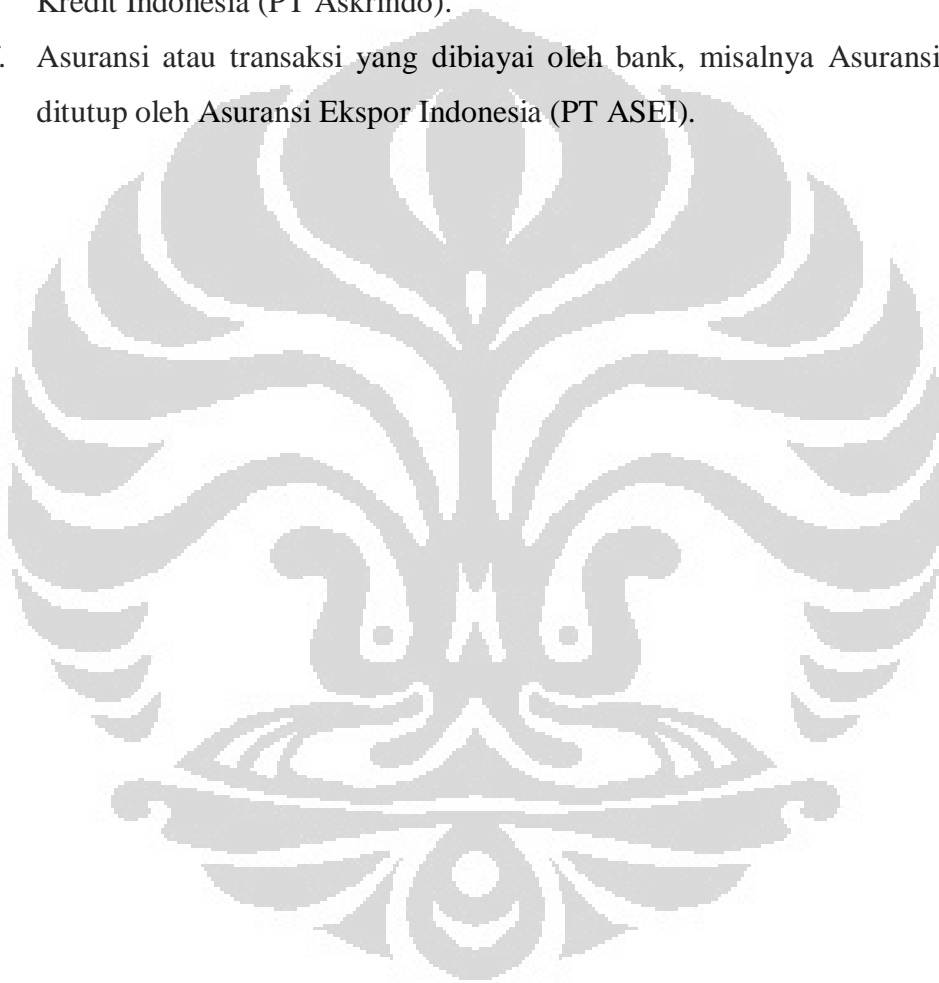 Kredit Indonesia (PT Askrindo).
Asuransi atau transaksi yang dibiayai oleh bank, misalnya Asuransi
ditutup oleh Asuransi Ekspor Indonesia (PT ASEI).